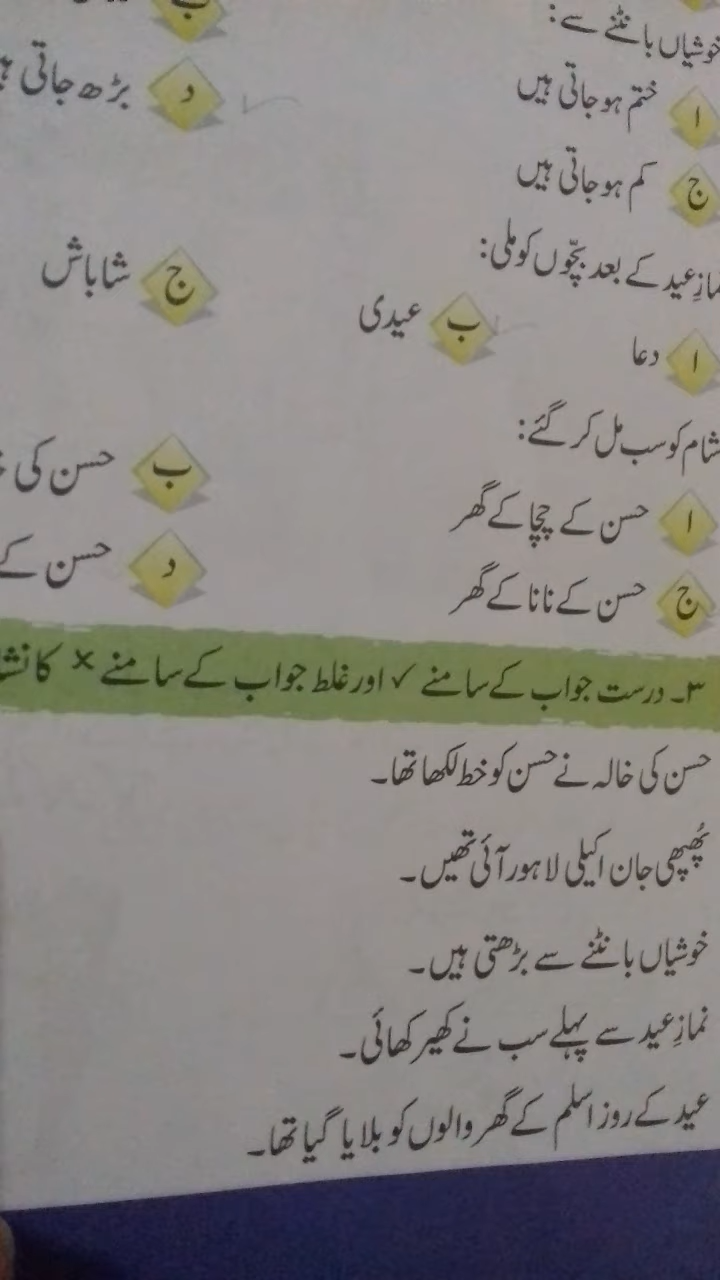 خوشیاں بانٹنے سے:
ا ختم ہو جاتی ہیں
د بڑھ جاتی
ج کم ہو جاتی ہیں
نمازِ عید کے بعد بچّوں کو ملی:
ا دعا ب عیدی ج شاباش
شام کو سب مل کر گئے:
ا حسن کے چچا کے گھر ب حسن کی
ج حسن کے نانا کے گھر د حسن کے
۳۔ درست جواب کے سامنے ✓ اور غلط جواب کے سامنے × کا
حسن کی خالہ نے حسن کو خط لکھا تھا۔
پُھپھی جان اکیلی لاہور آئی تھیں۔
خوشیاں بانٹنے سے بڑھتی ہیں۔
نمازِ عید سے پہلے سب نے کھیر کھائی۔
عید کے روز اسلم کے گھر والوں کو بلایا گیا تھا۔